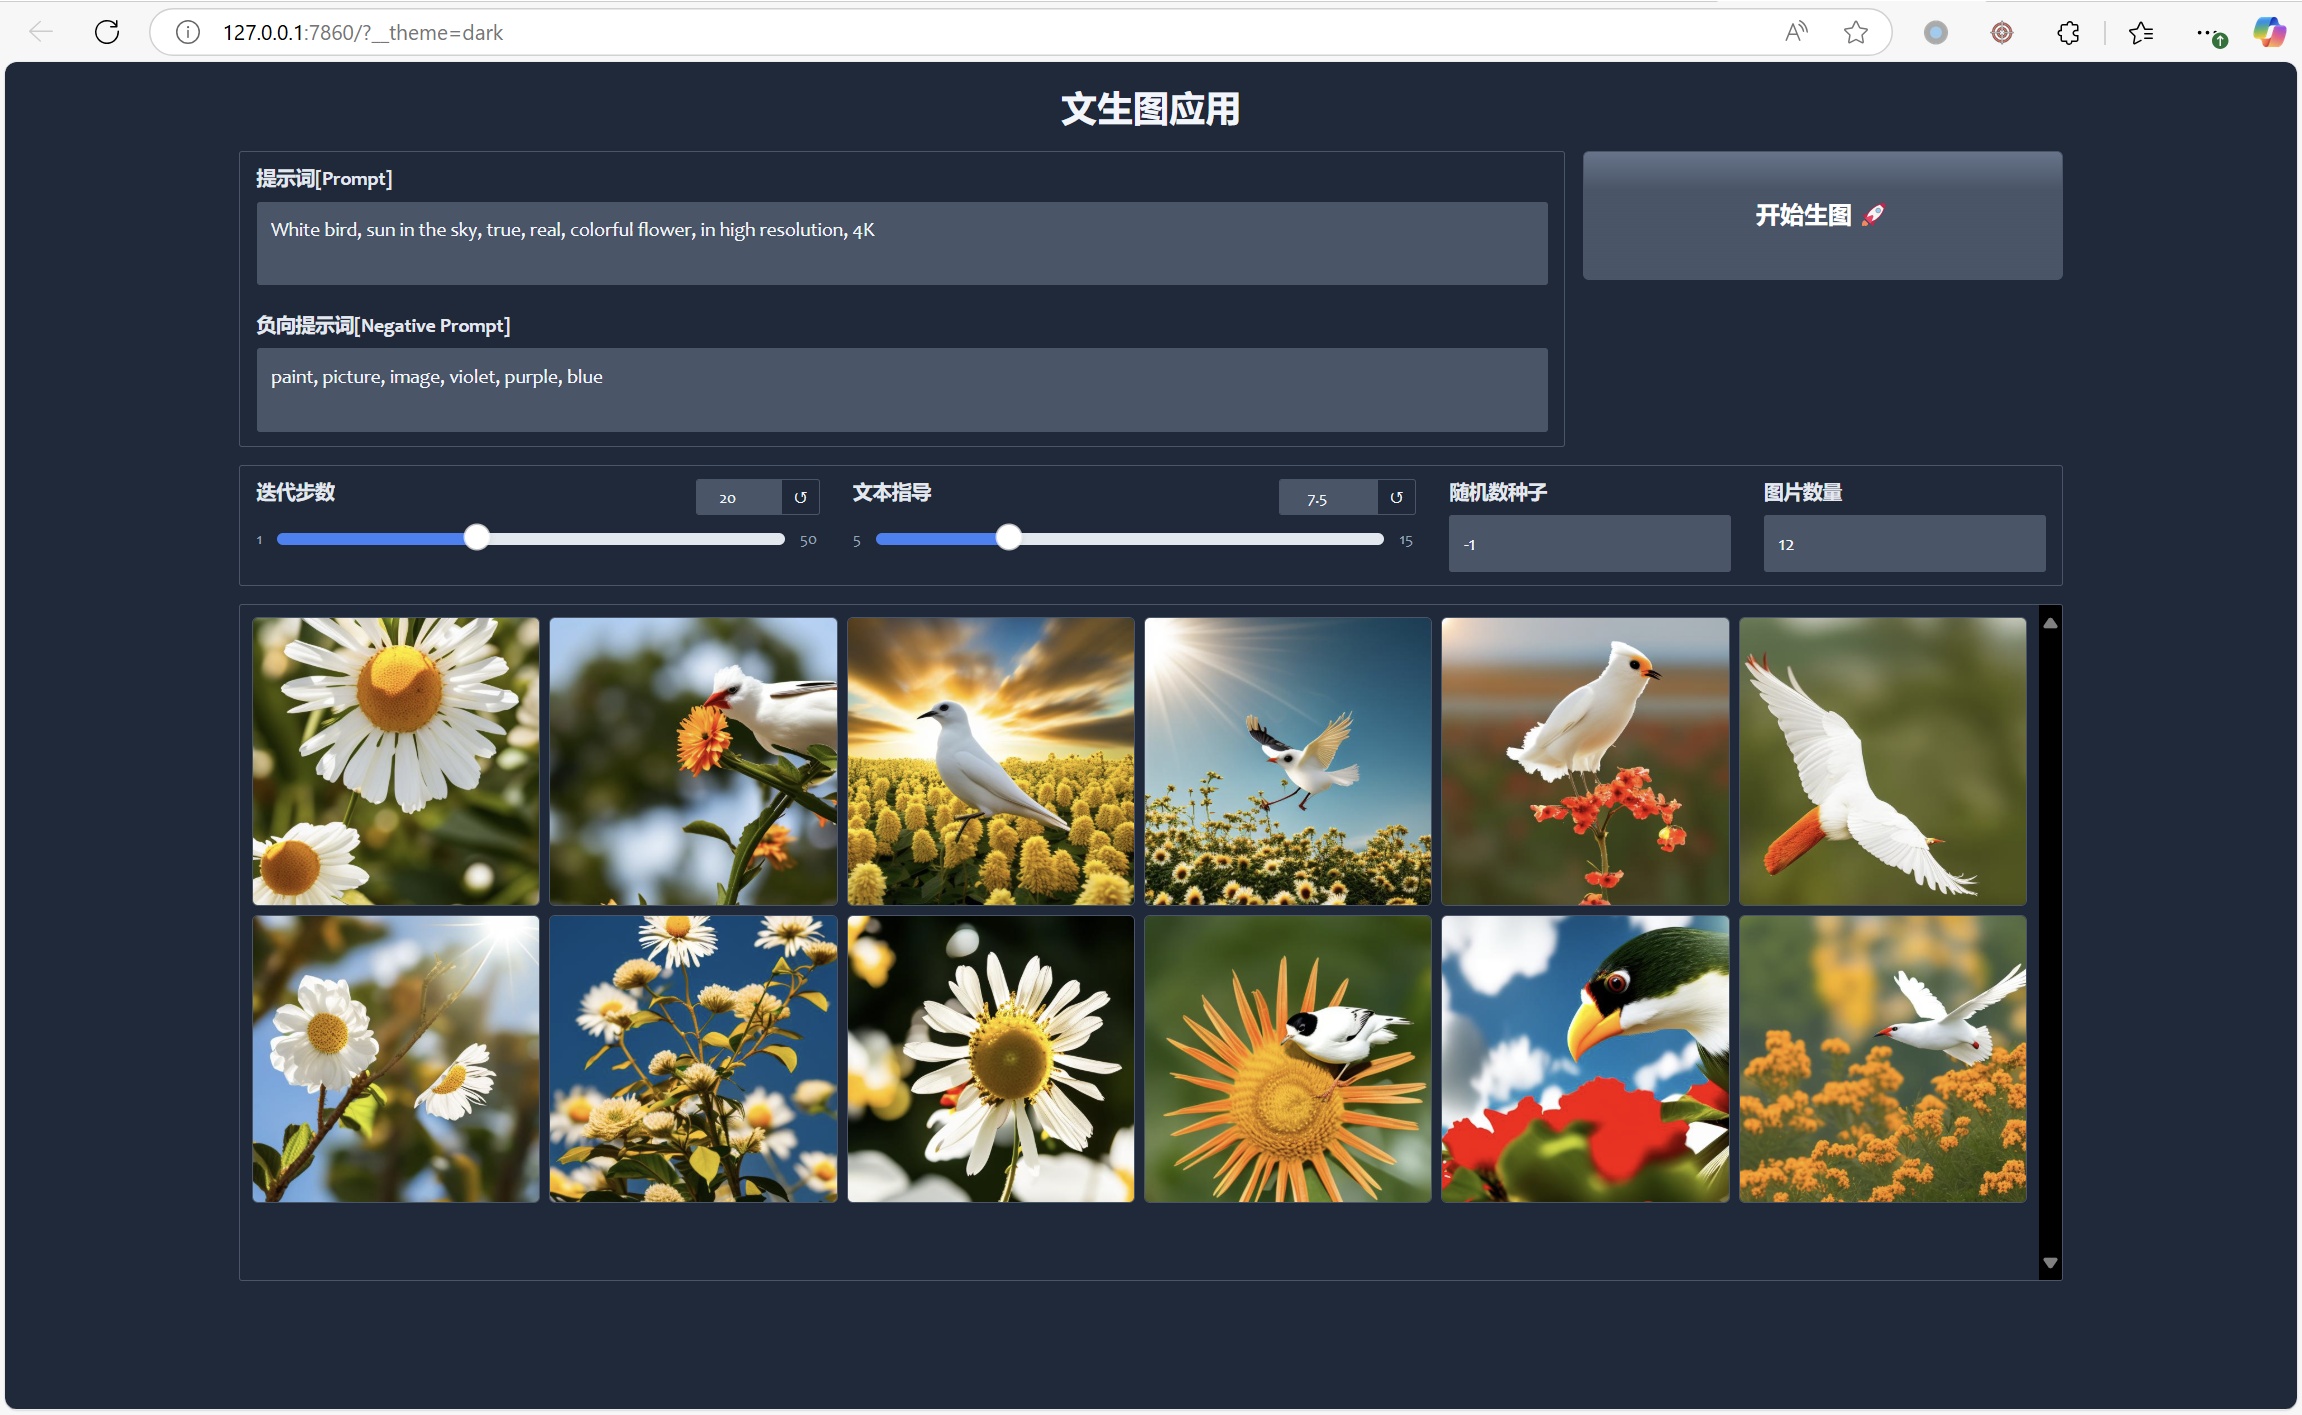 127.0.0.1:7860/?__theme=dark
文生图应用
提示词[Prompt]
White bird, sun in the sky, true, real, colorful flower, in high resolution, 4K
开始生图 🚀
负向提示词[Negative Prompt]
paint, picture, image, violet, purple, blue
迭代步数
20
1
50
文本指导
7.5
5
15
随机数种子
-1
图片数量
12